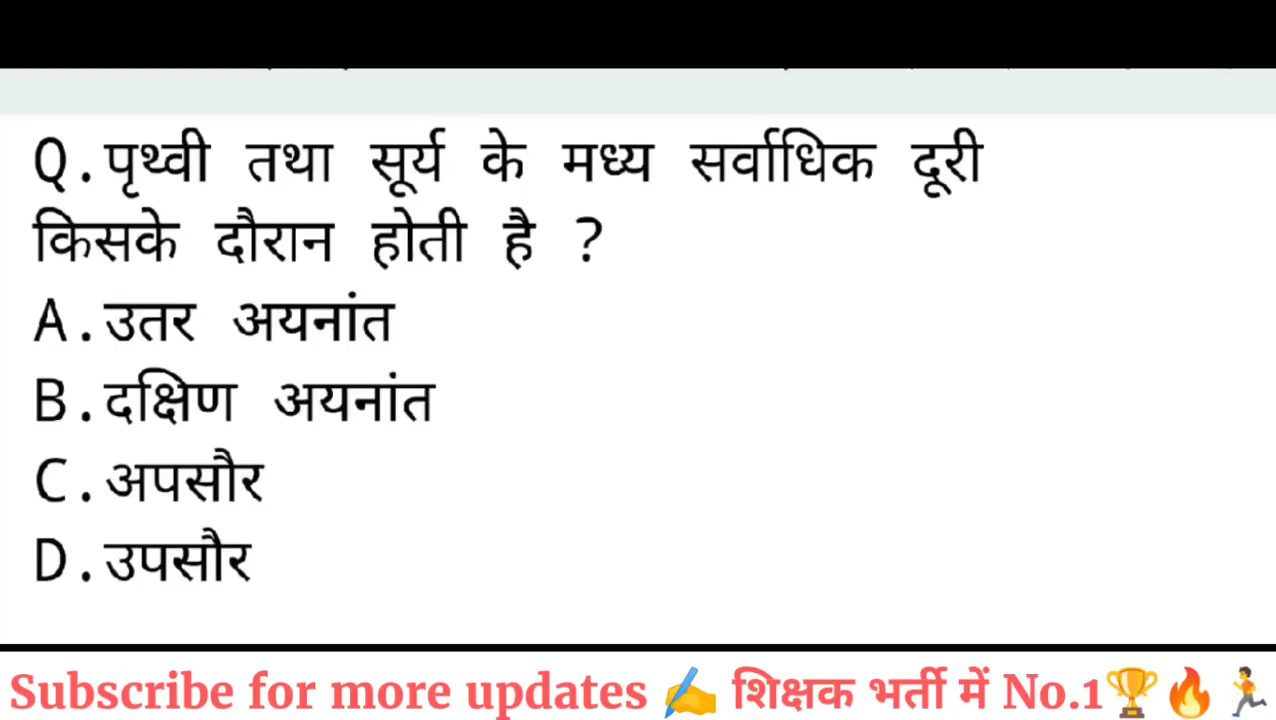 Q.पृथ्वी तथा सूर्य के मध्य सर्वाधिक दूरी
किसके दौरान होती है ?
A.उतर अयनांत
B.दक्षिण अयनांत
C.अपसौर
D.उपसौर
Subscribe for more updates ✍️ शिक्षक भर्ती में No.1🏆🔥🏃